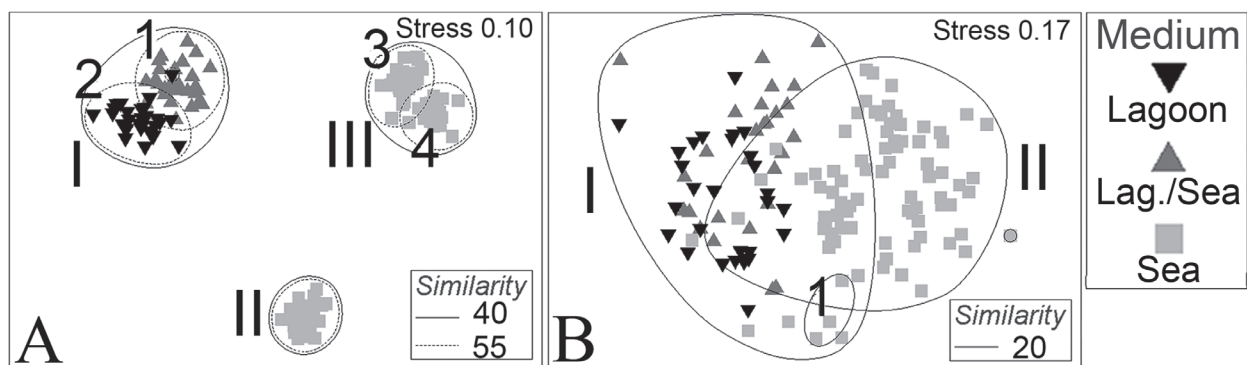 Stress 0.10
1
2
I
3
III
4
II
A
Similarity
40
55
Stress 0.17
I
II
1
B
Similarity
20
Medium
Lagoon
Lag./Sea
Sea